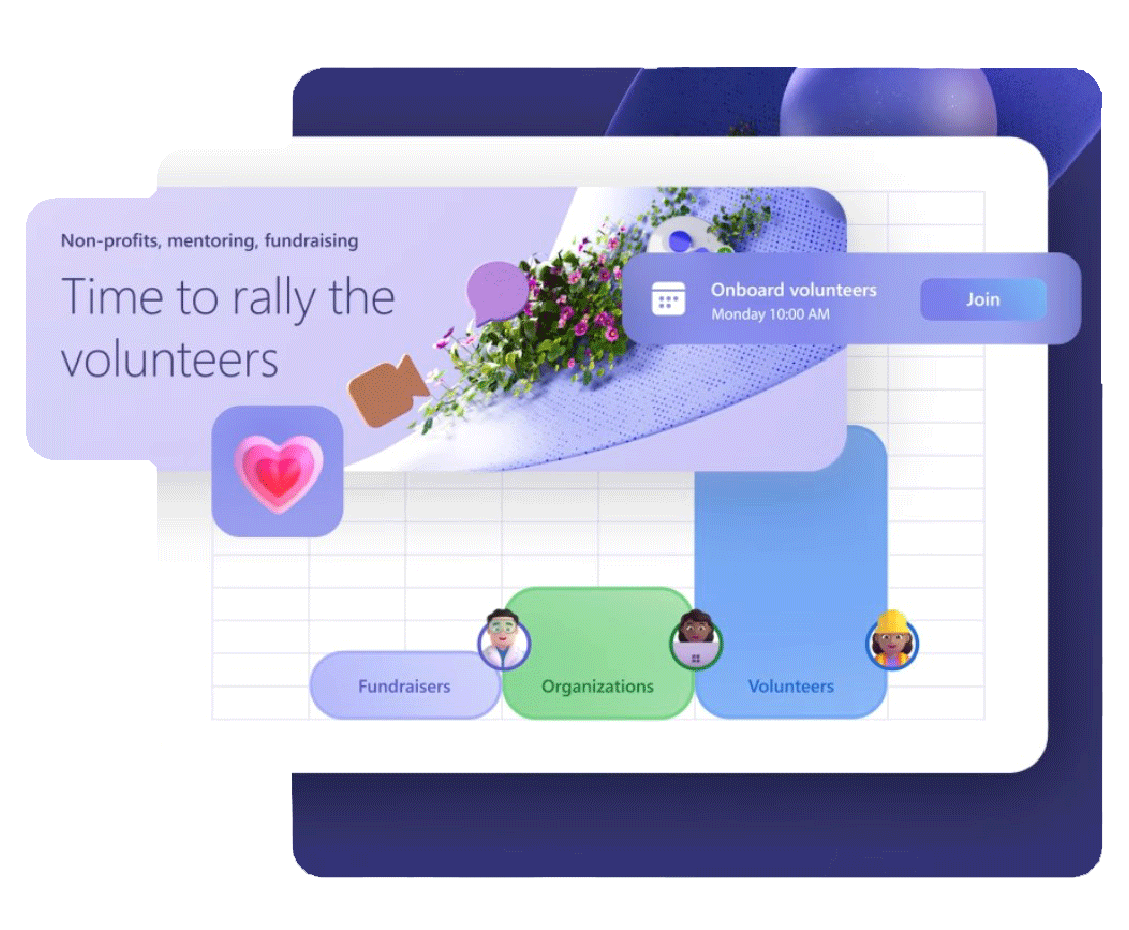 Non-profits, mentoring, fundraising
Time to rally the
volunteers
Onboard volunteers
Monday 10:00 AM
Join
Fundraisers
Organizations
Volunteers